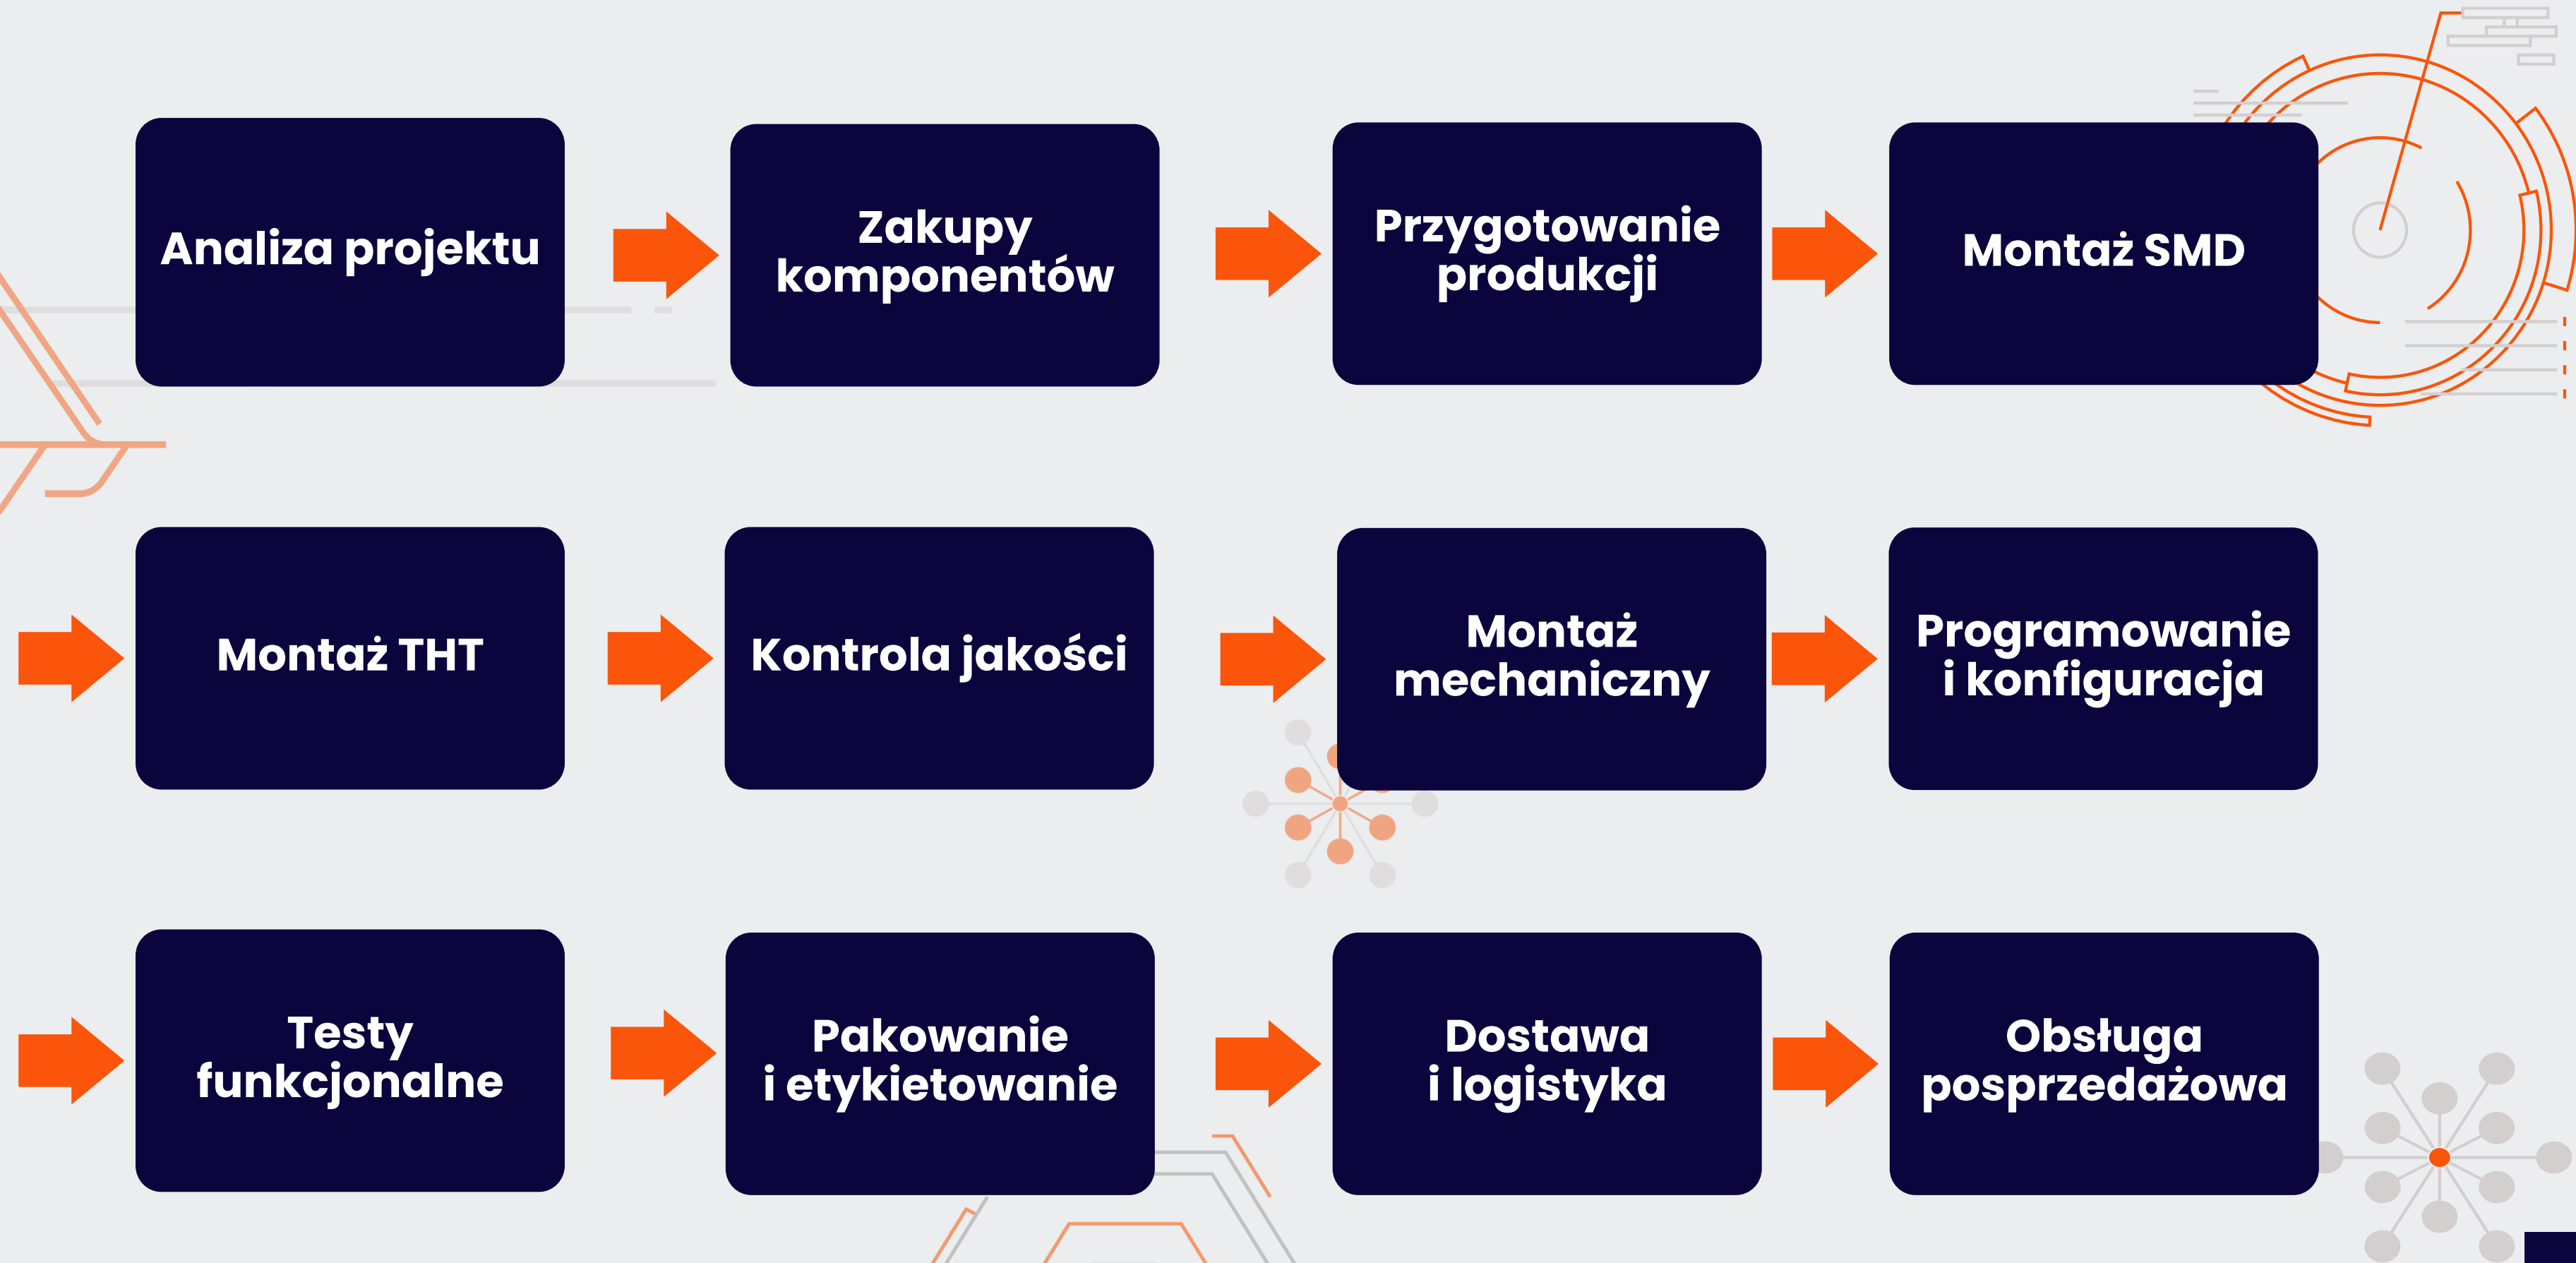 Analiza projektu
Zakupy
komponentów
Przygotowanie
produkcji
Montaż SMD
Montaż THT
Kontrola jakości
Montaż
mechaniczny
Programowanie
i konfiguracja
Testy
funkcjonalne
Pakowanie
i etykietowanie
Dostawa
i logistyka
Obsługa
posprzedażowa